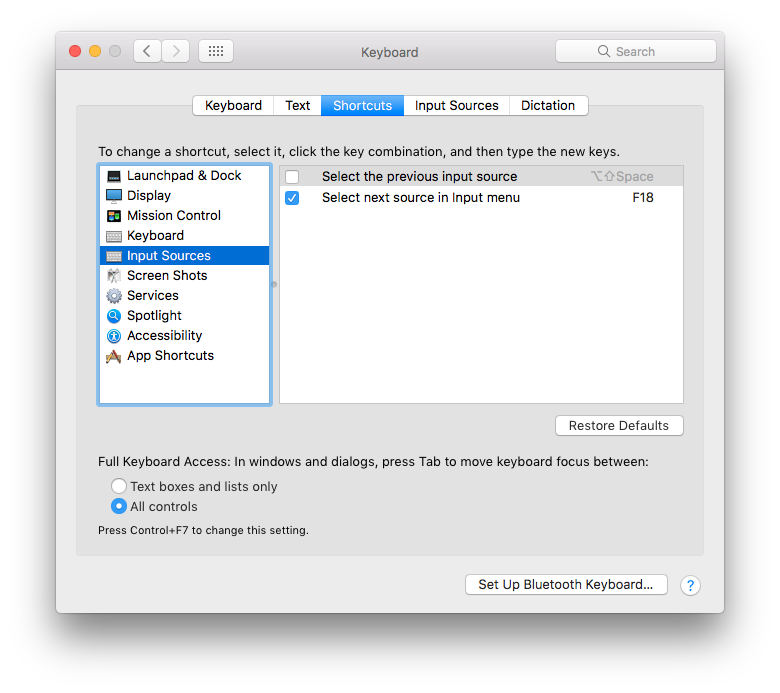 Keyboard
Search
Keyboard Text Shortcuts Input Sources Dictation
To change a shortcut, select it, click the key combination, and then type the new keys.
Launchpad & Dock
Display
Mission Control
Keyboard
Input Sources
Screen Shots
Services
Spotlight
Accessibility
App Shortcuts
Select the previous input source ⌥⇧Space
Select next source in Input menu F18
Restore Defaults
Full Keyboard Access: In windows and dialogs, press Tab to move keyboard focus between:
Text boxes and lists only
All controls
Press Control+F7 to change this setting.
Set Up Bluetooth Keyboard... ?